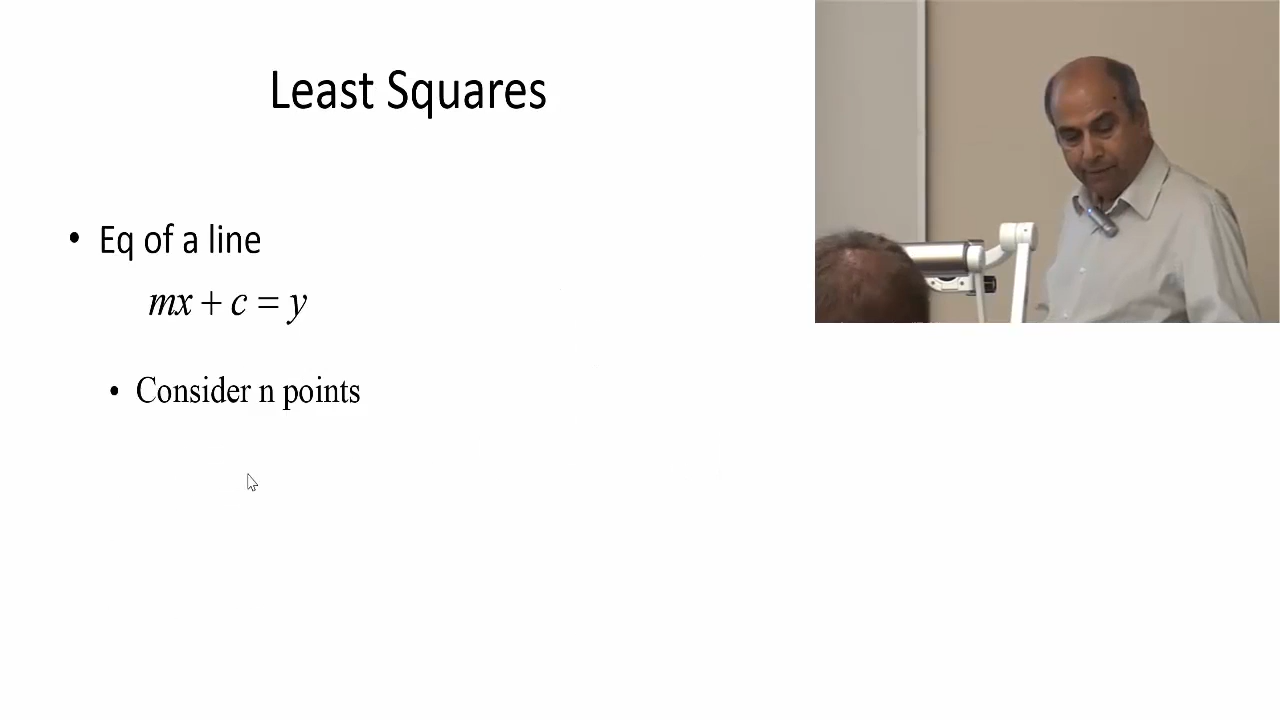 Least Squares
• Eq of a line
mx + c = y
• Consider n points